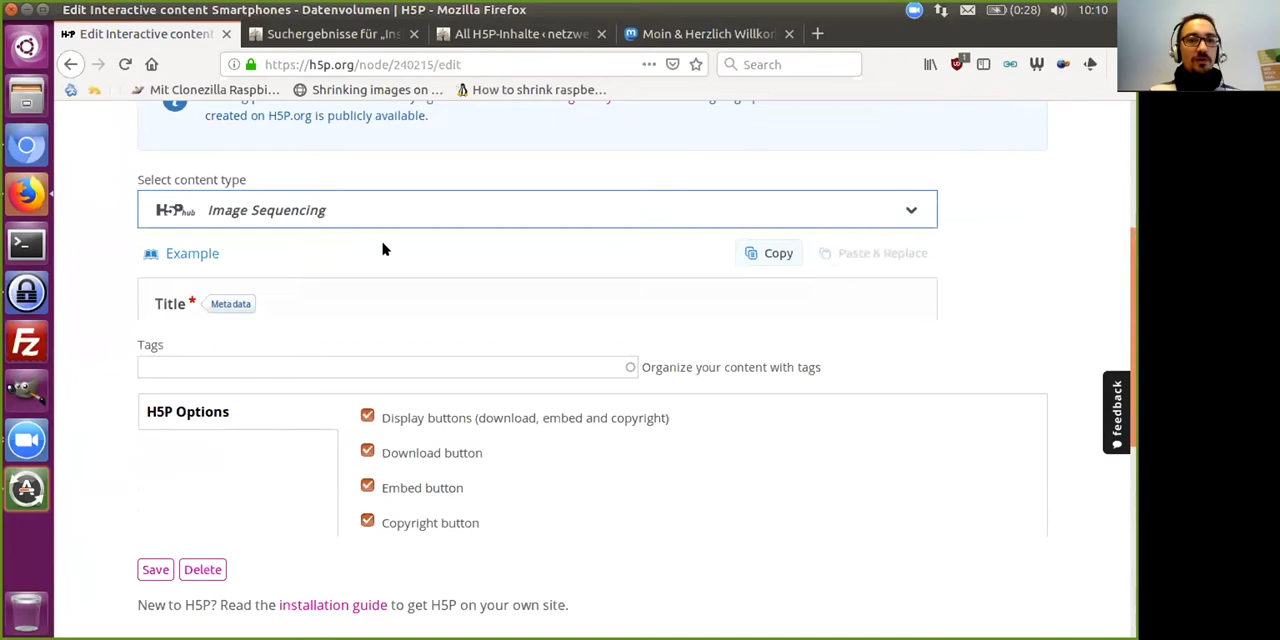 Edit Interactive content Smartphones - Datenvolumen | H5P - Mozilla Firefox
(0:28) 10:10
H-P Edit Interactive content
Suchergebnisse für „Ins
All H5P-Inhalte ‹ netzwe
Moin & Herzlich Willkor
https://h5p.org/node/240215/edit
Search
Mit Clonezilla Raspbi...
Shrinking images on ...
How to shrink raspbe...
created on H5P.org is publicly available.
Select content type
H5P hub Image Sequencing
Example
Copy
Paste & Replace
Title * Metadata
Tags
Organize your content with tags
H5P Options
Display buttons (download, embed and copyright)
Download button
Embed button
Copyright button
feedback
Save Delete
New to H5P? Read the installation guide to get H5P on your own site.